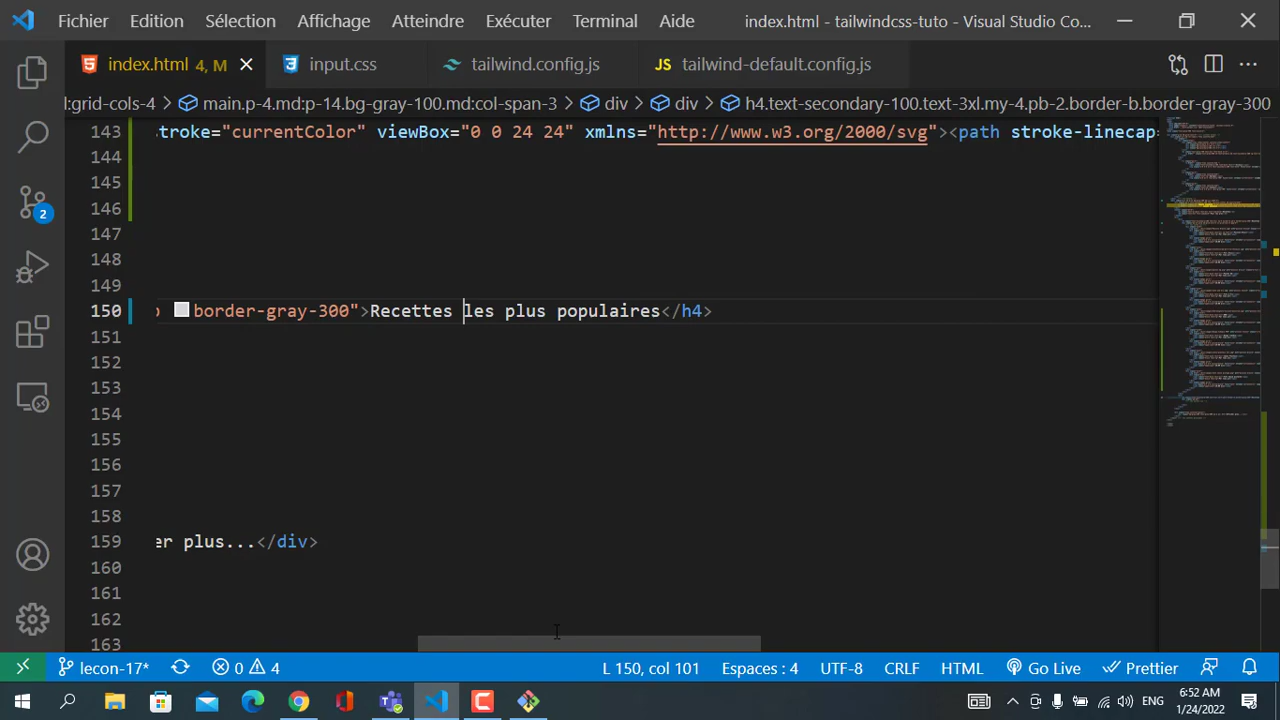 Fichier Edition Sélection Affichage Atteindre Exécuter Terminal Aide index.html - tailwindcss-tuto - Visual Studio Co...
index.html 4, M input.css tailwind.config.js JS tailwind-default.config.js
l:grid-cols-4 > main.p-4.md:p-14.bg-gray-100.md:col-span-3 > div > div > h4.text-secondary-100.text-3xl.my-4.pb-2.border-b.border-gray-300
143 troke="currentColor" viewBox="0 0 24 24" xmlns="http://www.w3.org/2000/svg"><path stroke-linecap=
144
145
146
147
148
149
150 border-gray-300">Recettes les plus populaires</h4>
151
152
153
154
155
156
157
158
159 er plus...</div>
160
161
162
163
2
lecon-17* 0 4 L 150, col 101 Espaces : 4 UTF-8 CRLF HTML Go Live Prettier
ENG 6:52 AM
1/24/2022